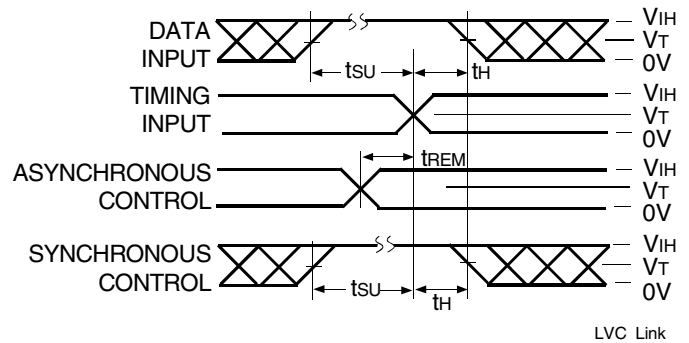 DATA
INPUT
tSU
tH
VIH
VT
0V
TIMING
INPUT
VIH
VT
0V
tREM
ASYNCHRONOUS
CONTROL
VIH
VT
0V
SYNCHRONOUS
CONTROL
tSU
tH
VIH
VT
0V
LVC Link